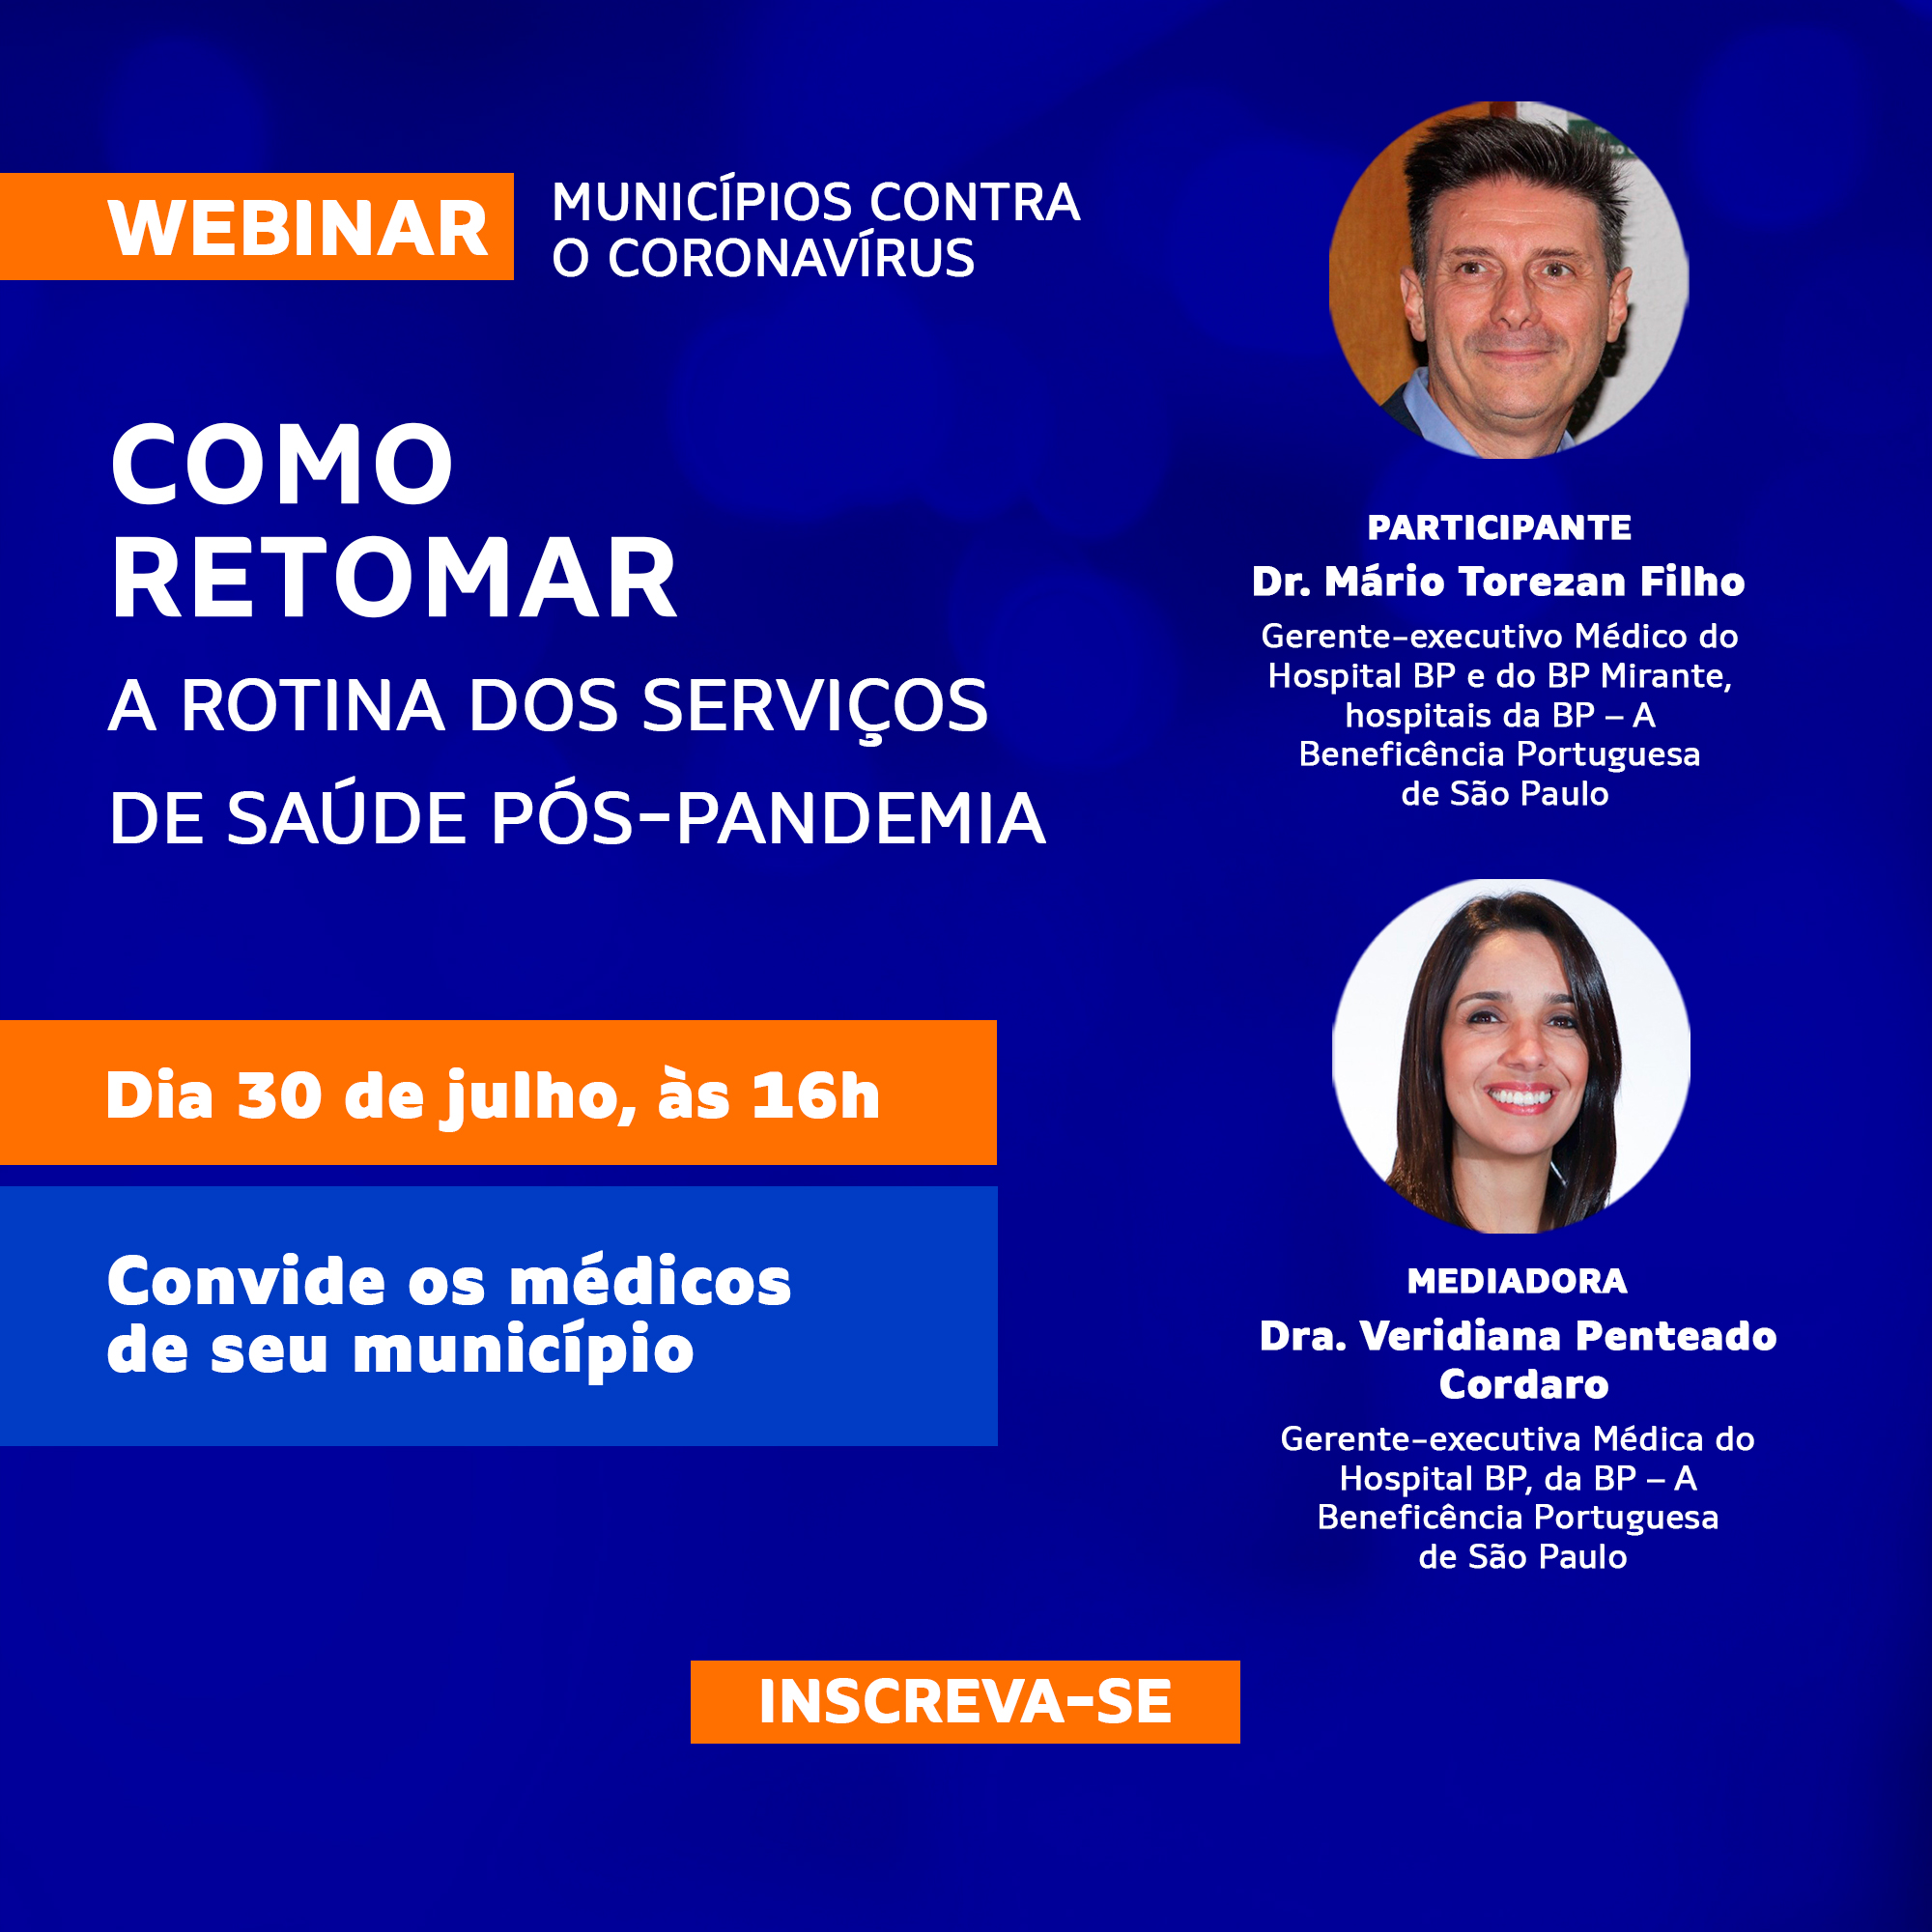 WEBINAR
MUNICÍPIOS CONTRA
O CORONAVÍRUS
COMO
RETOMAR
A ROTINA DOS SERVIÇOS
DE SAÚDE PÓS-PANDEMIA
Dia 30 de julho, às 16h
Convide os médicos
de seu município
PARTICIPANTE
Dr. Mário Torezan Filho
Gerente-executivo Médico do
Hospital BP e do BP Mirante,
hospitais da BP – A
Beneficência Portuguesa
de São Paulo
MEDIADORA
Dra. Veridiana Penteado
Cordaro
Gerente-executiva Médica do
Hospital BP, da BP – A
Beneficência Portuguesa
de São Paulo
INSCREVA-SE